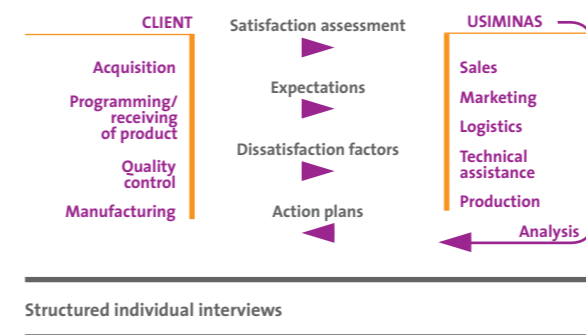 CLIENT
Acquisition
Programming/
receiving
of product
Quality
control
Manufacturing
Satisfaction assessment
Expectations
Dissatisfaction factors
Action plans
USIMINAS
Sales
Marketing
Logistics
Technical
assistance
Production
Analysis
Structured individual interviews